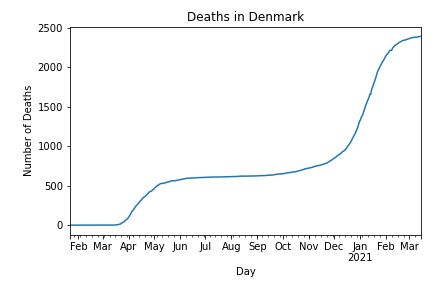 Deaths in Denmark
Number of Deaths
2500
2000
1500
1000
500
0
Feb Mar Apr May Jun Jul Aug Sep Oct Nov Dec Jan Feb Mar
2021
Day